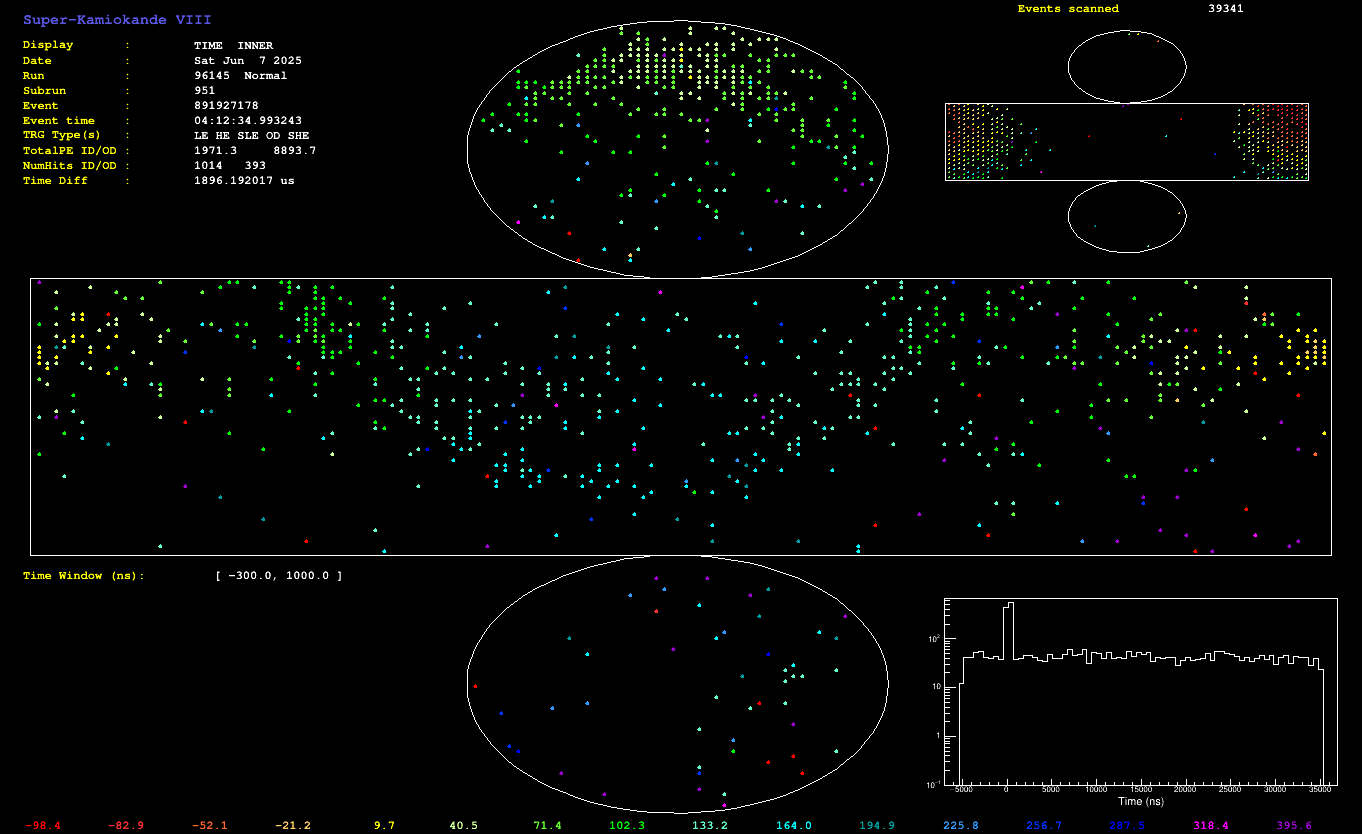 Super-Kamiokande VIII
Events scanned 39341
Display : TIME INNER
Date : Sat Jun 7 2025
Run : 96145 Normal
Subrun : 951
Event : 891927178
Event time : 04:12:34.993243
TRG Type(s) : LE HE SLE OD SHE
TotalPE ID/OD : 1971.3 8893.7
NumHits ID/OD : 1014 393
Time Diff : 1896.192017 us
Time Window (ns): [ -300.0, 1000.0 ]
10²
10
1
10⁻¹
-5000 0 5000 10000 15000 20000 25000 30000 35000
Time (ns)
-98.4 -82.9 -52.1 -21.2 9.7 40.5 71.4 102.3 133.2 164.0 194.9 225.8 256.7 287.5 318.4 395.6